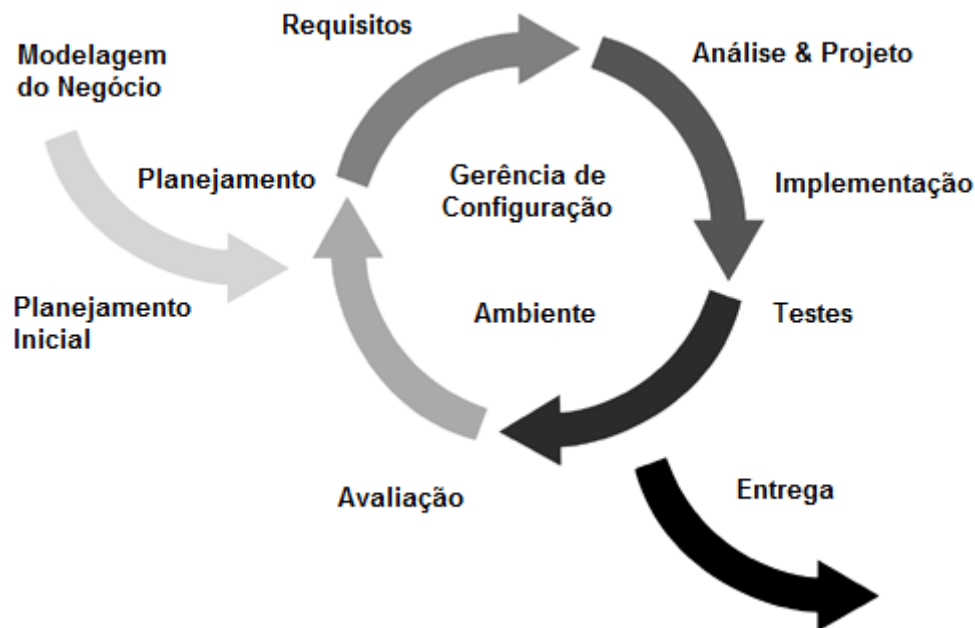 Requisitos
Modelagem
do Negócio
Análise & Projeto
Planejamento
Gerência de
Configuração
Implementação
Planejamento
Inicial
Ambiente
Testes
Avaliação
Entrega